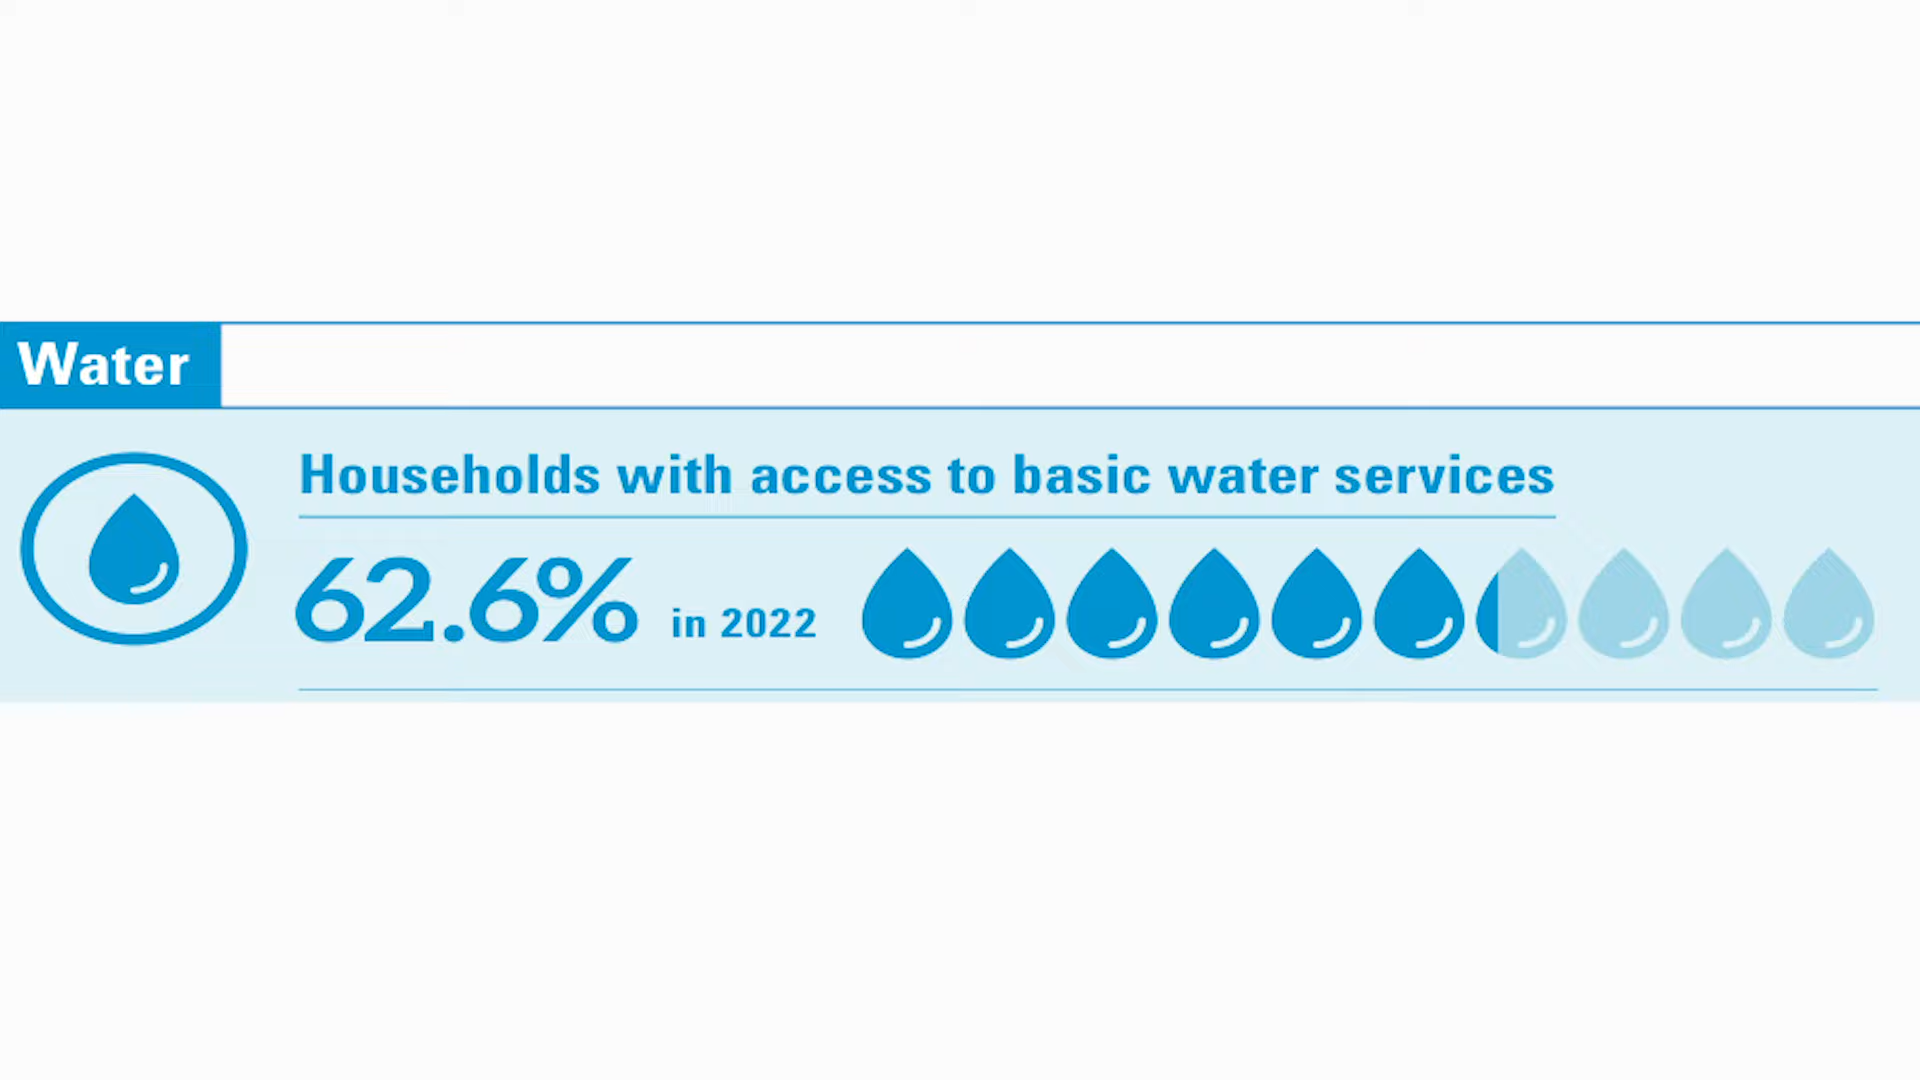 Water
Households with access to basic water services
62.6% in 2022